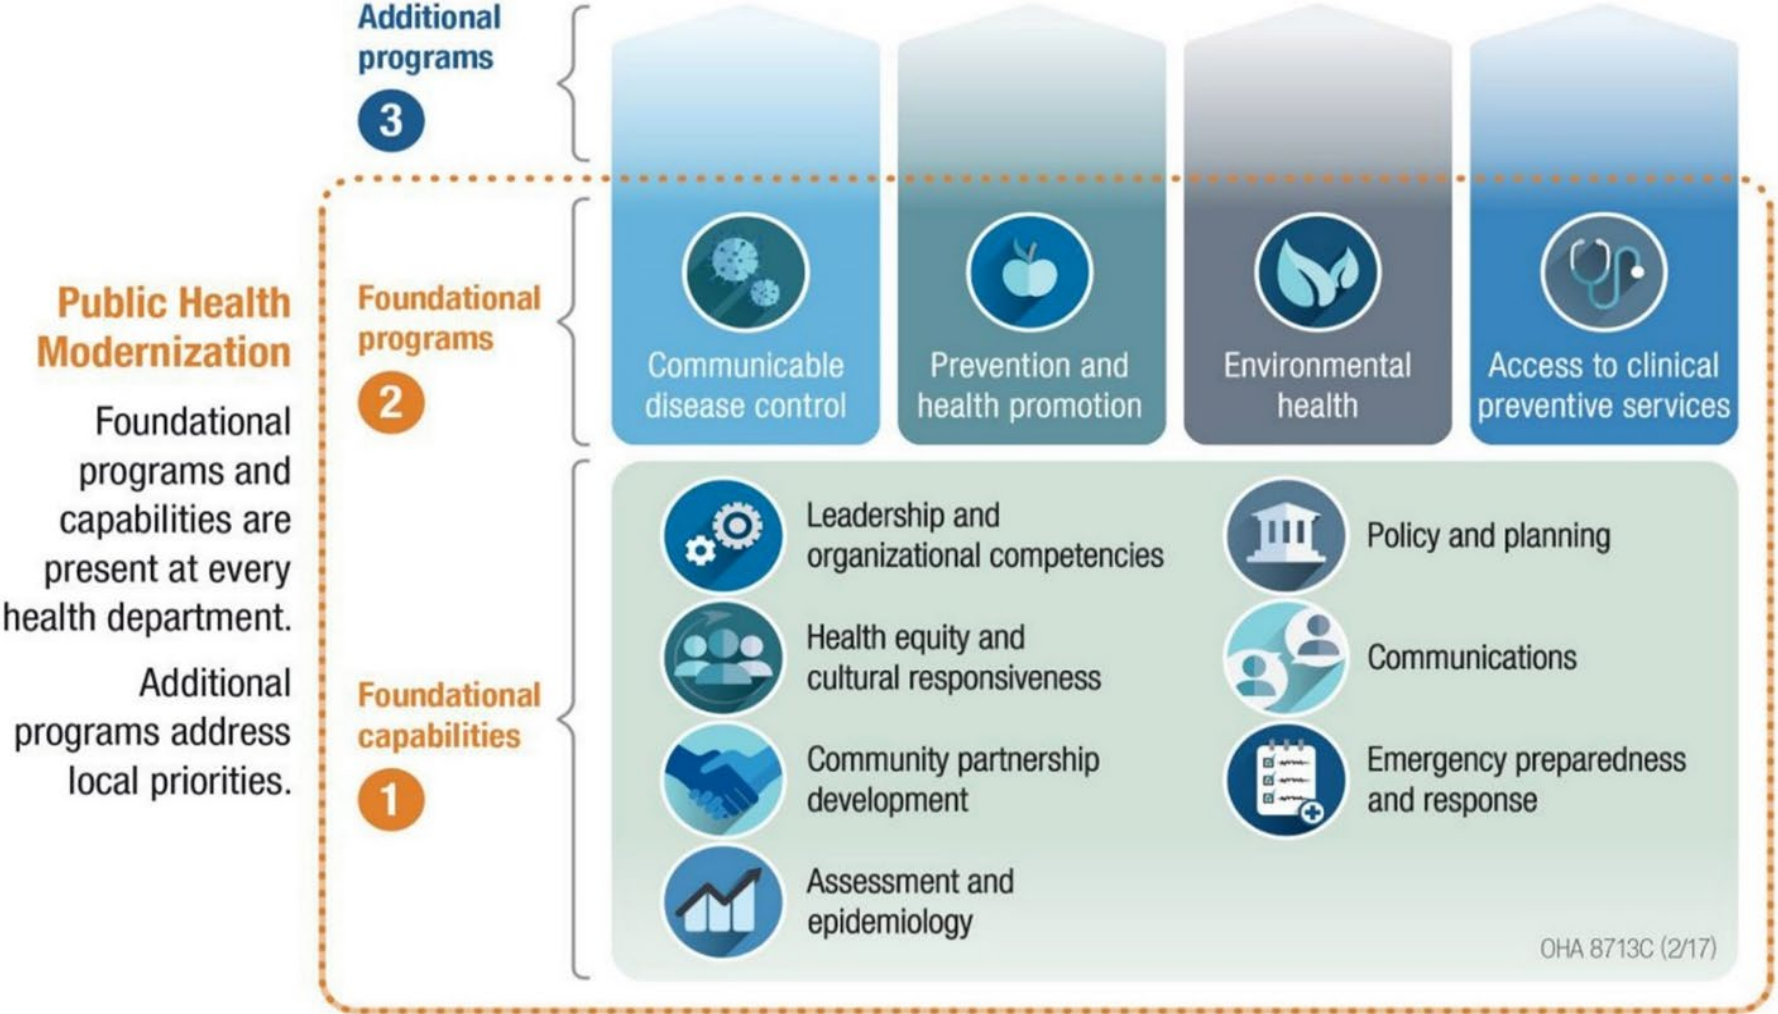 Additional
programs
3
Public Health
Modernization
Foundational
programs and
capabilities are
present at every
health department.
Additional
programs address
local priorities.
Foundational
programs
2
Communicable
disease control
Prevention and
health promotion
Environmental
health
Access to clinical
preventive services
Foundational
capabilities
1
Leadership and
organizational competencies
Health equity and
cultural responsiveness
Community partnership
development
Assessment and
epidemiology
Policy and planning
Communications
Emergency preparedness
and response
OHA 8713C (2/17)